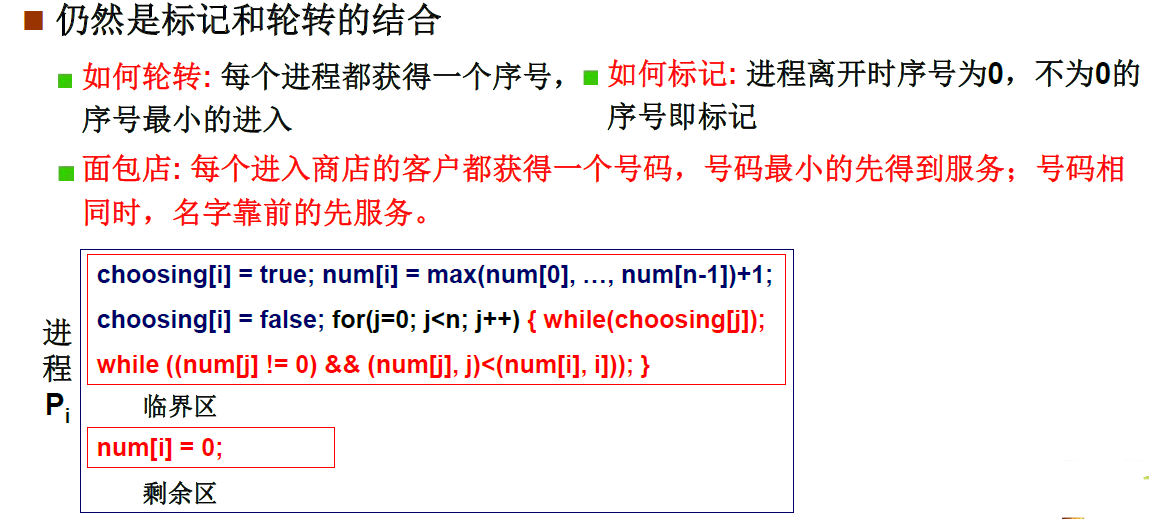 仍然是标记和轮转的结合
如何轮转: 每个进程都获得一个序号，
序号最小的进入
如何标记: 进程离开时序号为0，不为0的
序号即标记
面包店: 每个进入商店的客户都获得一个号码，号码最小的先得到服务；号码相
同时，名字靠前的先服务。
进程Pi
choosing[i] = true; num[i] = max(num[0], …, num[n-1])+1;
choosing[i] = false; for(j=0; j<n; j++) { while(choosing[j]);
while ((num[j] != 0) && (num[j], j)<(num[i], i])); }
临界区
num[i] = 0;
剩余区